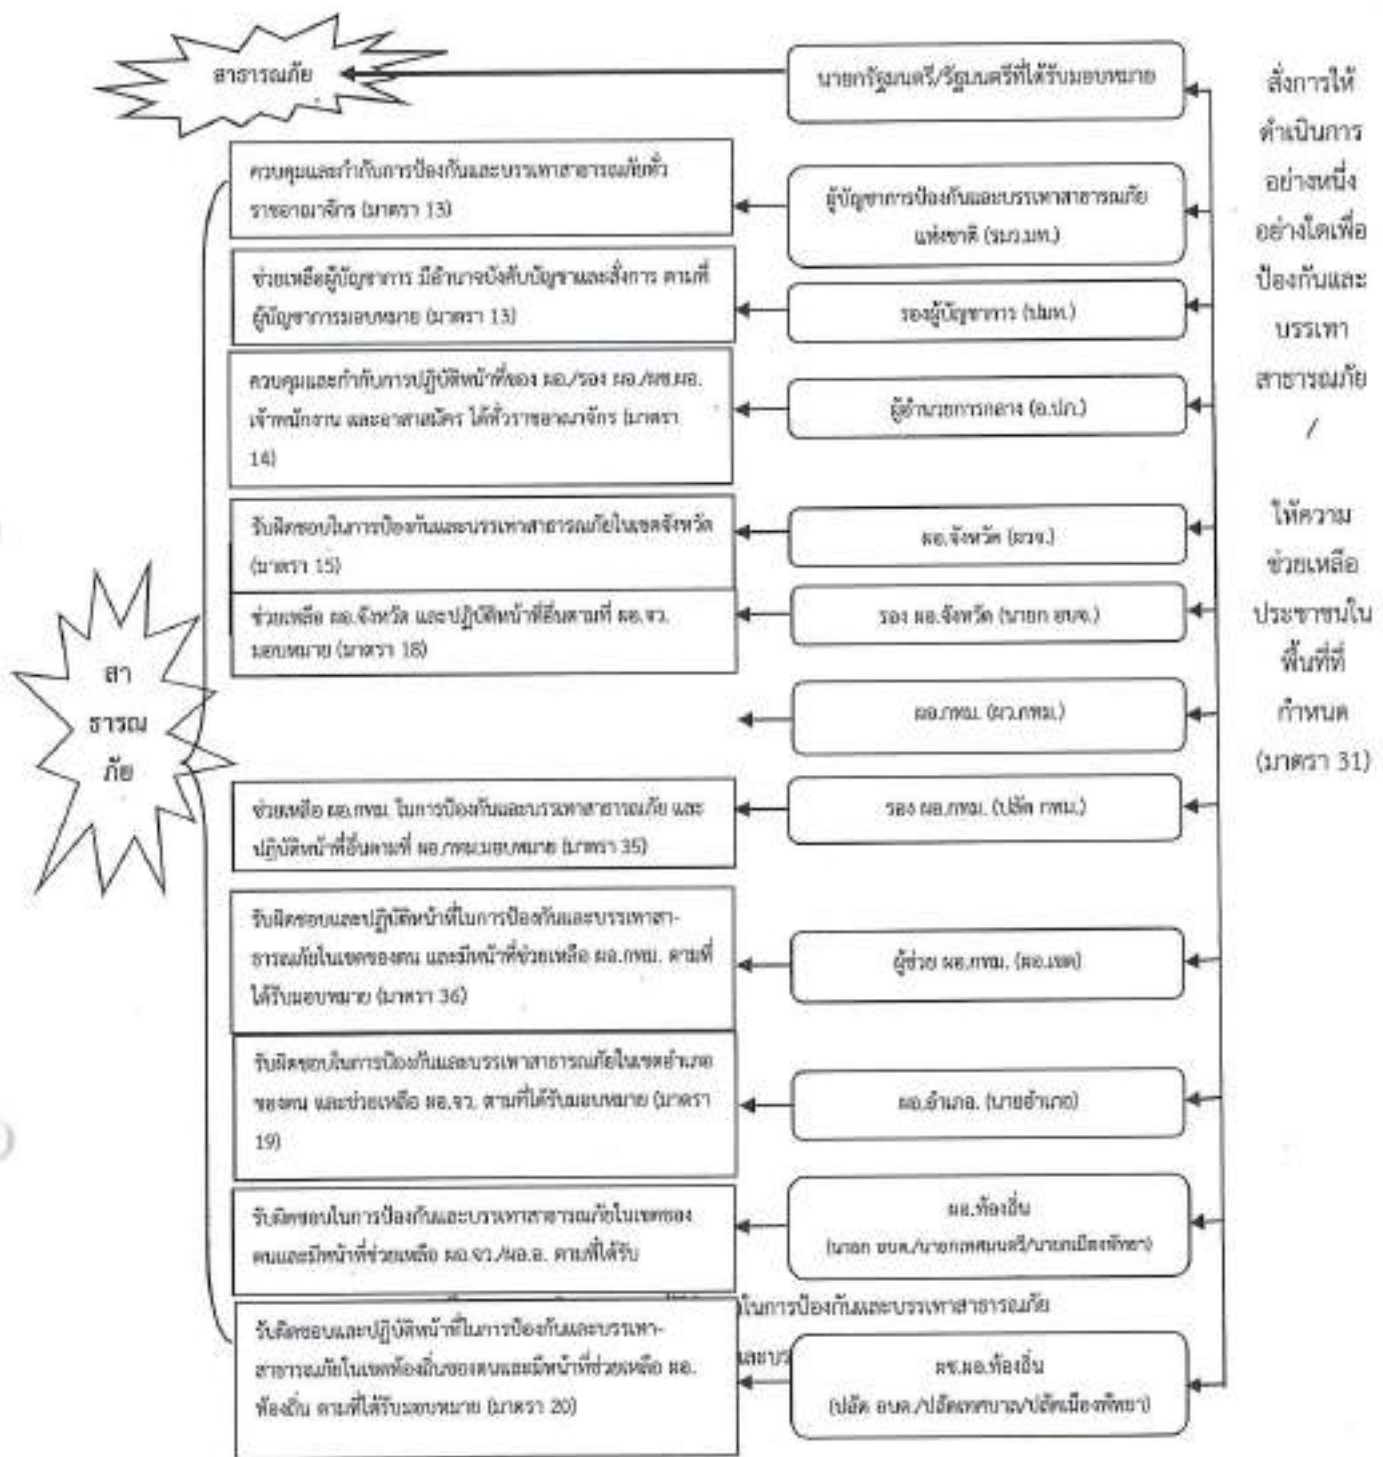 สาธารณภัย
นายกรัฐมนตรี/รัฐมนตรีที่ได้รับมอบหมาย
สั่งการให้
ดำเนินการ
อย่างหนึ่ง
อย่างใดเพื่อ
ป้องกันและ
บรรเทา
สาธารณภัย
/
ให้ความ
ช่วยเหลือ
ประชาชนใน
พื้นที่ที่
กำหนด
(มาตรา 31)
ควบคุมและกำกับการป้องกันและบรรเทาสาธารณภัยทั่ว
ราชอาณาจักร (มาตรา 13)
ผู้บัญชาการป้องกันและบรรเทาสาธารณภัย
แห่งชาติ (รมว.มท.)
ช่วยเหลือผู้บัญชาการ มีอำนาจบังคับบัญชาและสั่งการ ตามที่
ผู้บัญชาการมอบหมาย (มาตรา 13)
รองผู้บัญชาการ (ปมท.)
ควบคุมและกำกับการปฏิบัติหน้าที่ของ ผอ./รอง ผอ./ผช.ผอ.
เจ้าพนักงาน และอาสาสมัคร ได้ทั่วราชอาณาจักร (มาตรา
14)
ผู้อำนวยการกลาง (อ.ปภ.)
รับผิดชอบในการป้องกันและบรรเทาสาธารณภัยในเขตจังหวัด
(มาตรา 15)
ผอ.จังหวัด (ผวจ.)
ช่วยเหลือ ผอ.จังหวัด และปฏิบัติหน้าที่อื่นตามที่ ผอ.จว.
มอบหมาย (มาตรา 18)
รอง ผอ.จังหวัด (นายก อบจ.)
สา
ธารณ
ภัย
ผอ.กทม. (ผว.กทม.)
ช่วยเหลือ ผอ.กทม. ในการป้องกันและบรรเทาสาธารณภัย และ
ปฏิบัติหน้าที่อื่นตามที่ ผอ.กทม.มอบหมาย (มาตรา 35)
รอง ผอ.กทม. (ปลัด กทม.)
รับผิดชอบและปฏิบัติหน้าที่ในการป้องกันและบรรเทาสา-
ธารณภัยในเขตของตน และมีหน้าที่ช่วยเหลือ ผอ.กทม. ตามที่
ได้รับมอบหมาย (มาตรา 36)
ผู้ช่วย ผอ.กทม. (ผอ.เขต)
รับผิดชอบในการป้องกันและบรรเทาสาธารณภัยในเขตอำเภอ
ของตน และช่วยเหลือ ผอ.จว. ตามที่ได้รับมอบหมาย (มาตรา
19)
ผอ.อำเภอ. (นายอำเภอ)
รับผิดชอบในการป้องกันและบรรเทาสาธารณภัยในเขตของ
ตนและมีหน้าที่ช่วยเหลือ ผอ.จว./ผอ.อ. ตามที่ได้รับ
ผอ.ท้องถิ่น
(นายก อบต./นายกเทศมนตรี/นายกเมืองพัทยา)
ในการป้องกันและบรรเทาสาธารณภัย
และบร
รับผิดชอบและปฏิบัติหน้าที่ในการป้องกันและบรรเทา-
สาธารณภัยในเขตท้องถิ่นของตนและมีหน้าที่ช่วยเหลือ ผอ.
ท้องถิ่น ตามที่ได้รับมอบหมาย (มาตรา 20)
ผช.ผอ.ท้องถิ่น
(ปลัด อบต./ปลัดเทศบาล/ปลัดเมืองพัทยา)